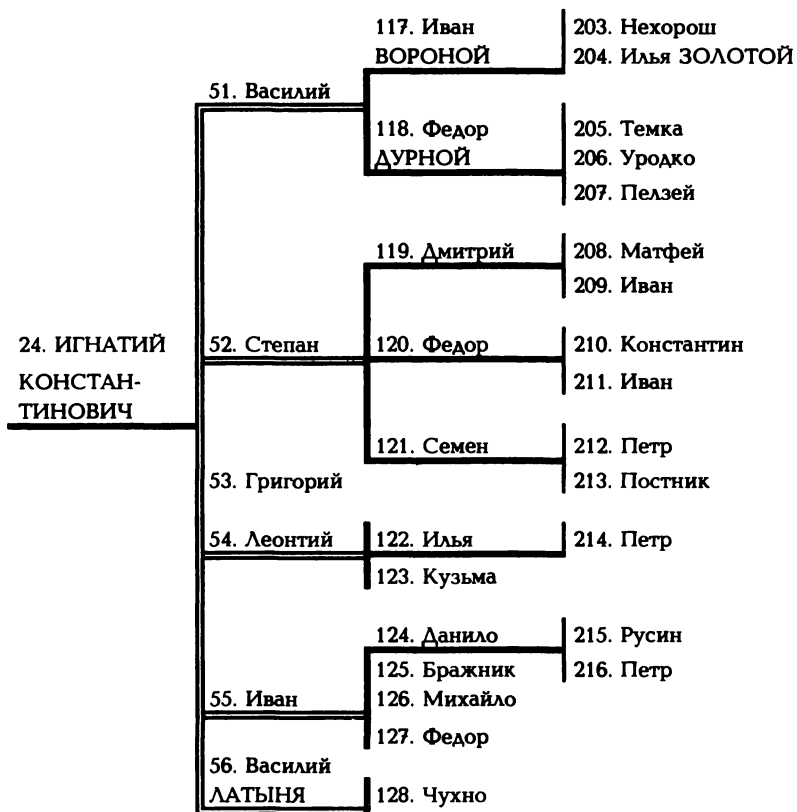 117. Иван
ВОРОНОЙ
203. Нехорош
204. Илья ЗОЛОТОЙ
51. Василий
118. Федор
ДУРНОЙ
205. Темка
206. Уродко
207. Пелзей
119. Дмитрий
208. Матфей
209. Иван
24. ИГНАТИЙ
КОНСТАН-
ТИНОВИЧ
52. Степан
120. Федор
210. Константин
211. Иван
121. Семен
212. Петр
213. Постник
53. Григорий
54. Леонтий
122. Илья
214. Петр
123. Кузьма
124. Данило
215. Русин
125. Бражник
216. Петр
55. Иван
126. Михайло
127. Федор
56. Василий
ЛАТЫНЯ
128. Чухно